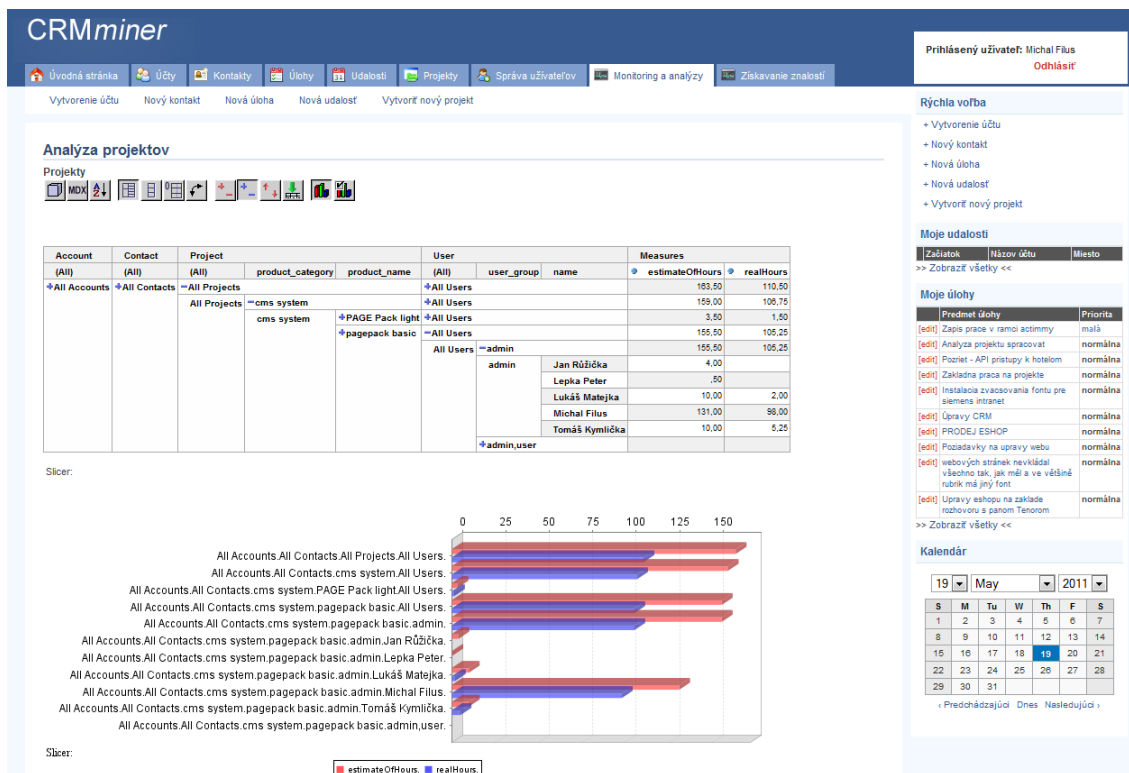 CRMminer
Prihlásený užívateľ: Michal Filus
Odhlásiť
Úvodná stránka Účty Kontakty Úlohy Udalosti Projekty Správa užívateľov Monitoring a analýzy Získavanie znalostí
Vytvorenie účtu Nový kontakt Nová úloha Nová udalosť Vytvoriť nový projekt
Analýza projektov
Projekty
MDX
Account Contact Project User Measures
(All) (All) (All) product_category product_name (All) user_group name estimateOfHours realHours
+All Accounts +All Contacts -All Projects +All Users 163,50 110,50
All Projects -cms system +All Users 159,00 106,75
cms system +PAGE Pack light +All Users 3,50 1,50
+pagepack basic -All Users 155,50 105,25
All Users -admin 155,50 105,25
admin Jan Růžička 4,00
Lepka Peter ,50
Lukáš Matejka 10,00 2,00
Michal Filus 131,00 98,00
Tomáš Kymlička 10,00 5,25
+admin,user
Slicer:
0 25 50 75 100 125 150
All Accounts.All Contacts.All Projects.All Users.
All Accounts.All Contacts.cms system.All Users.
All Accounts.All Contacts.cms system.PAGE Pack light.All Users.
All Accounts.All Contacts.cms system.pagepack basic.All Users.
All Accounts.All Contacts.cms system.pagepack basic.admin.
All Accounts.All Contacts.cms system.pagepack basic.admin.Jan Růžička.
All Accounts.All Contacts.cms system.pagepack basic.admin.Lepka Peter.
All Accounts.All Contacts.cms system.pagepack basic.admin.Lukáš Matejka.
All Accounts.All Contacts.cms system.pagepack basic.admin.Michal Filus.
All Accounts.All Contacts.cms system.pagepack basic.admin.Tomáš Kymlička.
All Accounts.All Contacts.cms system.pagepack basic.admin,user.
Slicer:
estimateOfHours. realHours.
Rýchla voľba
+ Vytvorenie účtu
+ Nový kontakt
+ Nová úloha
+ Nová udalosť
+ Vytvoriť nový projekt
Moje udalosti
Začiatok Názov účtu Miesto
>> Zobraziť všetky <<
Moje úlohy
Predmet úlohy Priorita
[edit] Zapis prace v ramci actimmy malá
[edit] Analyza projektu spracovat normálna
[edit] Pozriet - API pristupy k hotelom normálna
[edit] Zakladna praca na projekte normálna
[edit] Instalacia zvacsovania fontu pre normálna
siemens intranet
[edit] Úpravy CRM normálna
[edit] PRODEJ ESHOP normálna
[edit] Poziadavky na upravy webu normálna
[edit] webových stránek nevkládal normálna
všechno tak, jak měl a ve většině
rubrik má jiný font
[edit] Upravy eshopu na zaklade normálna
rozhovoru s panom Tenorom
>> Zobraziť všetky <<
Kalendár
19 May 2011
S M Tu W Th F S
1 2 3 4 5 6 7
8 9 10 11 12 13 14
15 16 17 18 19 20 21
22 23 24 25 26 27 28
29 30 31
‹ Predchádzajúci Dnes Nasledujúci ›